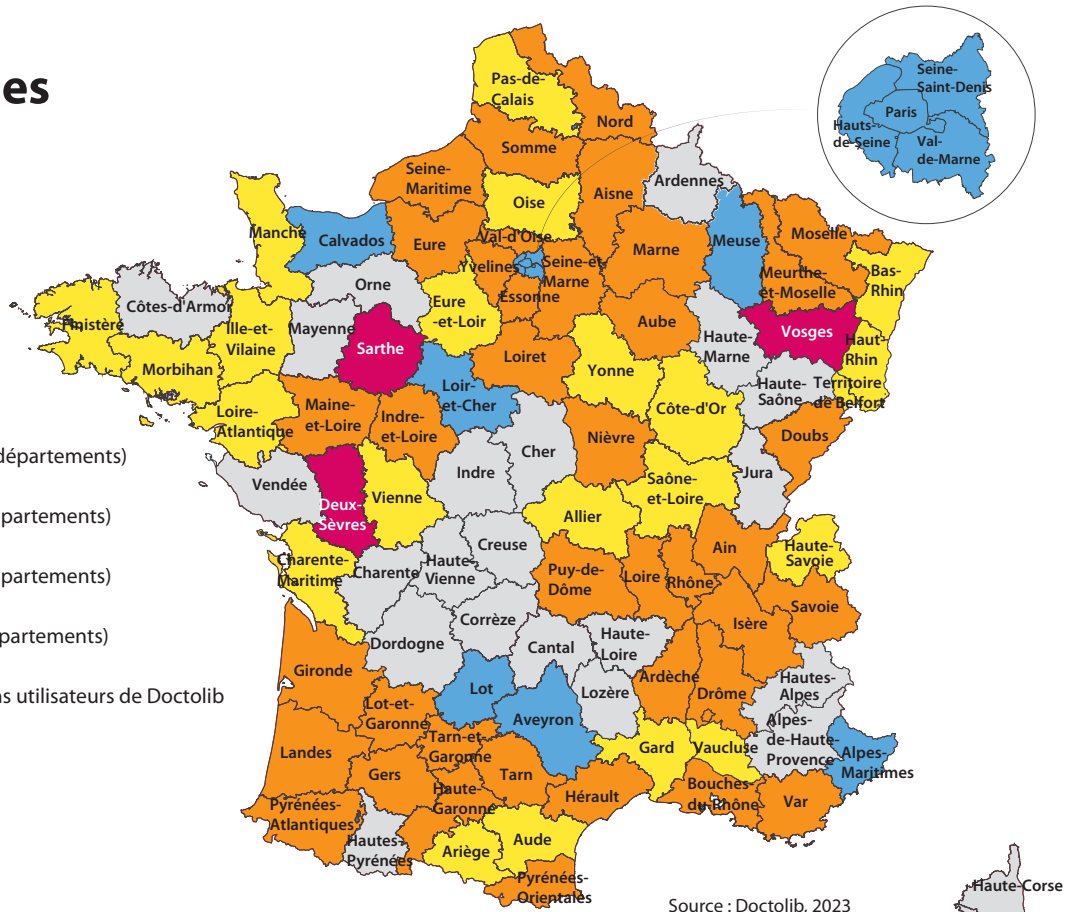 es
Pas-de-
Calais
Nord
Somme
Seine-
Maritime
Oise
Aisne
Ardennes
Seine-
Saint-Denis
Paris
Hauts-
de-Seine
Val-
de-Marne
Manche
Calvados
Eure
Val-d'Oise
Yvelines
Seine-et-
Marne
Essonne
Marne
Meuse
Moselle
Meurthe-
et-Moselle
Bas-
Rhin
Orne
Eure
-et-Loir
Côtes-d'Armor
Finistère
Ille-et-
Vilaine
Mayenne
Sarthe
Morbihan
Loiret
Aube
Haute-
Marne
Vosges
Haut-
Rhin
Yonne
Loir-
et-Cher
Loire-
Atlantique
Maine-
et-Loire
Indre-
et-Loire
Côte-d'Or
Haute-
Saône
Territoire
de Belfort
Nièvre
Doubs
départements)
Cher
Indre
Vendée
Deux-
Sèvres
Vienne
Saône-
et-Loire
Jura
partements)
Allier
Creuse
Haute-
Vienne
Charente-
Maritime
Charente
Ain
Haute-
Savoie
partements)
Puy-de-
Dôme
Loire
Rhône
Savoie
Isère
Corrèze
Dordogne
Cantal
Haute-
Loire
partements)
Gironde
Lot
Aveyron
Lozère
Ardèche
Drôme
Hautes-
Alpes
s utilisateurs de Doctolib
Lot-et-
Garonne
Tarn-et-
Garonne
Landes
Gers
Tarn
Gard
Vaucluse
Alpes-
de-Haute-
Provence
Alpes-
Maritimes
Haute-
Garonne
Hérault
Bouches-
du-Rhône
Var
Pyrénées-
Atlantiques
Hautes-
Pyrénées
Ariège
Aude
Pyrénées-
Orientales
Haute-Corse
Source : Doctolib, 2023